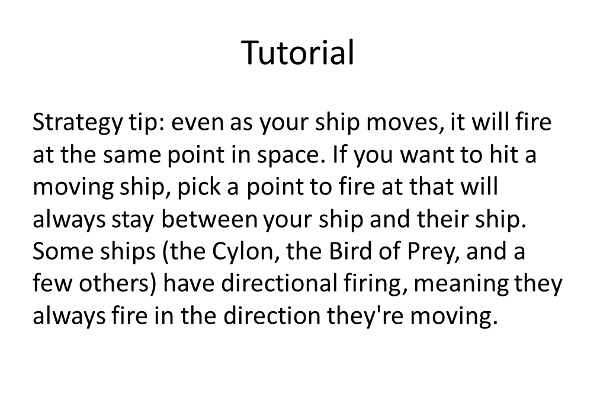 Tutorial
Strategy tip: even as your ship moves, it will fire
at the same point in space. If you want to hit a
moving ship, pick a point to fire at that will
always stay between your ship and their ship.
Some ships (the Cylon, the Bird of Prey, and a
few others) have directional firing, meaning they
always fire in the direction they're moving.